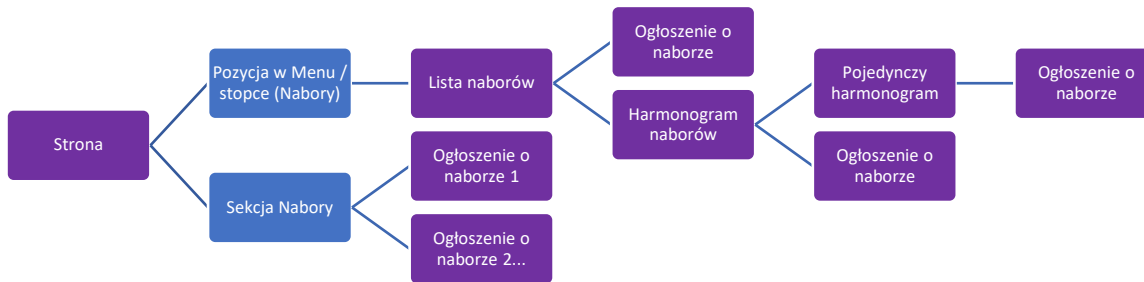 Strona
Pozycja w Menu /
stopce (Nabory)
Sekcja Nabory
Lista naborów
Ogłoszenie o
naborze 1
Ogłoszenie o
naborze 2...
Ogłoszenie o
naborze
Harmonogram
naborów
Pojedynczy
harmonogram
Ogłoszenie o
naborze
Ogłoszenie o
naborze